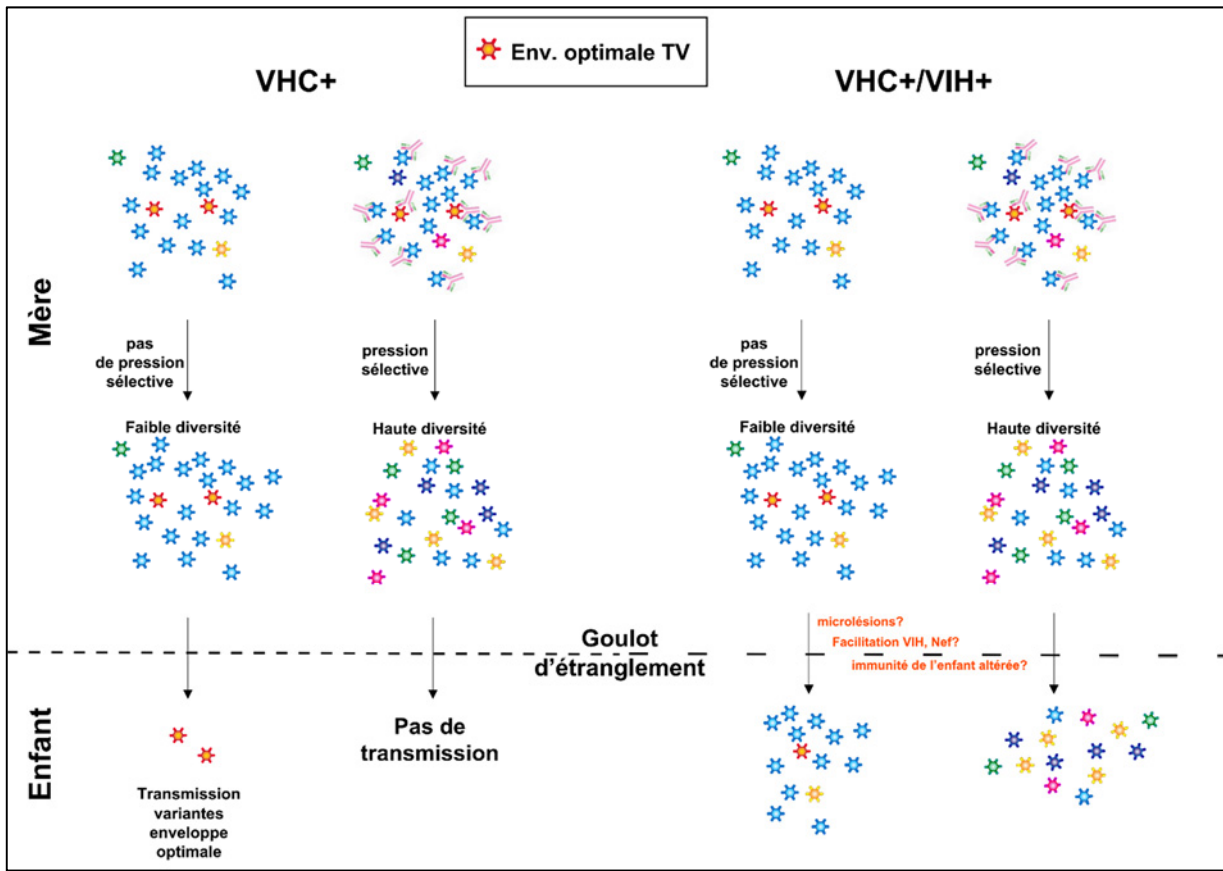 Env. optimale TV
VHC+
VHC+/VIH+
Mère
pas
de pression
sélective
pression
sélective
pas
de pression
sélective
pression
sélective
Faible diversité
Haute diversité
Faible diversité
Haute diversité
microlésions?
Facilitation VIH, Nef?
immunité de l'enfant altérée?
Goulot
d'étranglement
Enfant
Pas de
transmission
Transmission
variantes
enveloppe
optimale